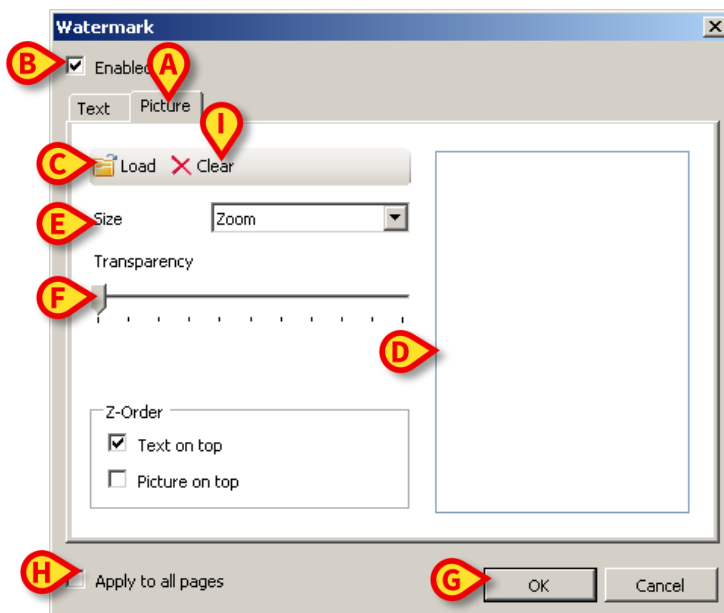 Watermark
B Enabled A
Text Picture I
C Load Clear
E Size Zoom
Transparency
F
D
Z-Order
Text on top
Picture on top
H Apply to all pages G OK Cancel